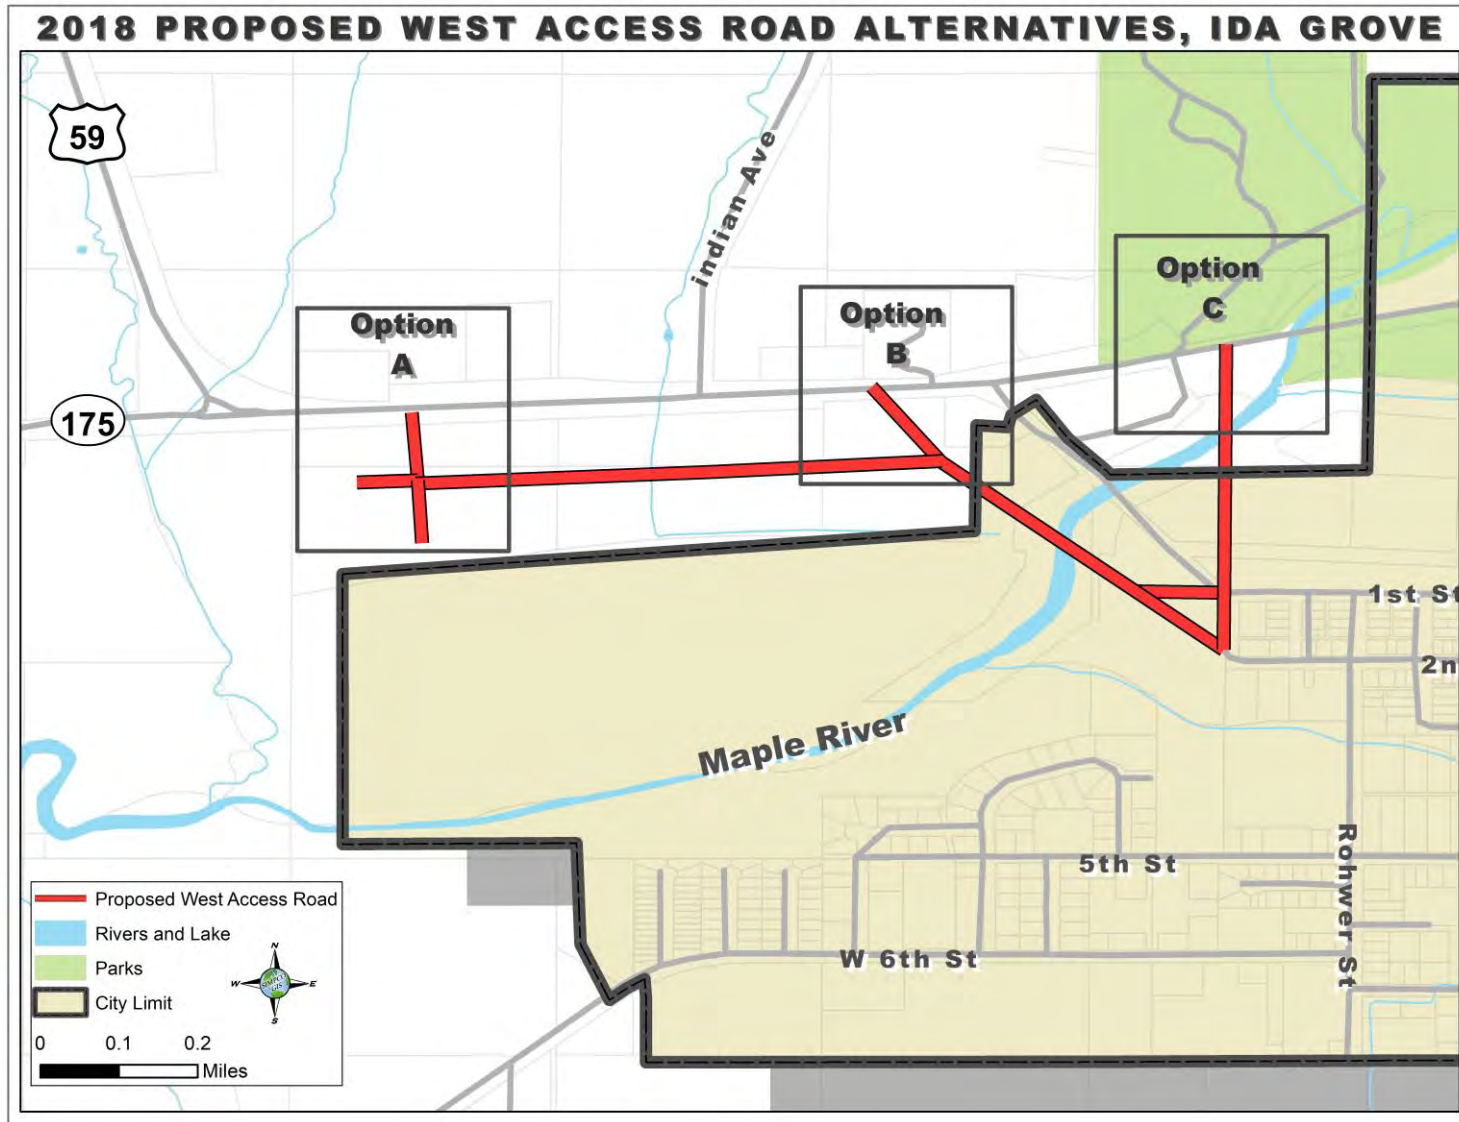 2018 PROPOSED WEST ACCESS ROAD ALTERNATIVES, IDA GROVE
59
indian Ave
Option
A
Option
B
Option
C
175
1st St
2n
Maple River
5th St
Rohwer St
W 6th St
Proposed West Access Road
Rivers and Lake
Parks
City Limit
N
W
E
S
SIMPCO
GIS
0 0.1 0.2
Miles